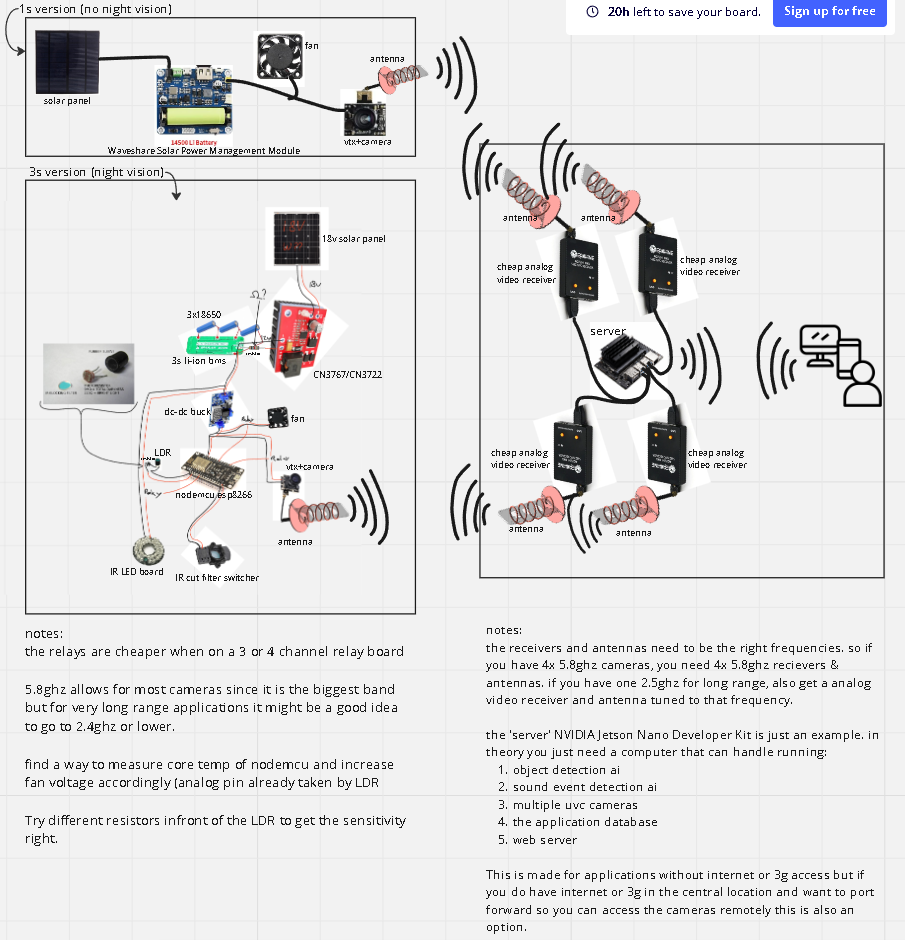 1s version (no night vision)
20h left to save your board.
Sign up for free
solar panel
fan
antenna
14500 Li Battery
Waveshare Solar Power Management Module
vtx+camera
3s version (night vision)
18v solar panel
18v
Ω?
3x18650
3s li-ion bms
CN3767/CN3722
dc-dc buck
fan
LDR
vtx+camera
nodemcu esp8266
antenna
IR LED board
IR cut filter switcher
antenna
antenna
cheap analog
video receiver
cheap analog
video receiver
server
cheap analog
video receiver
cheap analog
video receiver
antenna
antenna
notes:
the relays are cheaper when on a 3 or 4 channel relay board
5.8ghz allows for most cameras since it is the biggest band
but for very long range applications it might be a good idea
to go to 2.4ghz or lower.
find a way to measure core temp of nodemcu and increase
fan voltage accordingly (analog pin already taken by LDR
Try different resistors infront of the LDR to get the sensitivity
right.
notes:
the receivers and antennas need to be the right frequencies. so if
you have 4x 5.8ghz cameras, you need 4x 5.8ghz recievers &
antennas. if you have one 2.5ghz for long range, also get a analog
video receiver and antenna tuned to that frequency.
the 'server' NVIDIA Jetson Nano Developer Kit is just an example. in
theory you just need a computer that can handle running:
1. object detection ai
2. sound event detection ai
3. multiple uvc cameras
4. the application database
5. web server
This is made for applications without internet or 3g access but if
you do have internet or 3g in the central location and want to port
forward so you can access the cameras remotely this is also an
option.